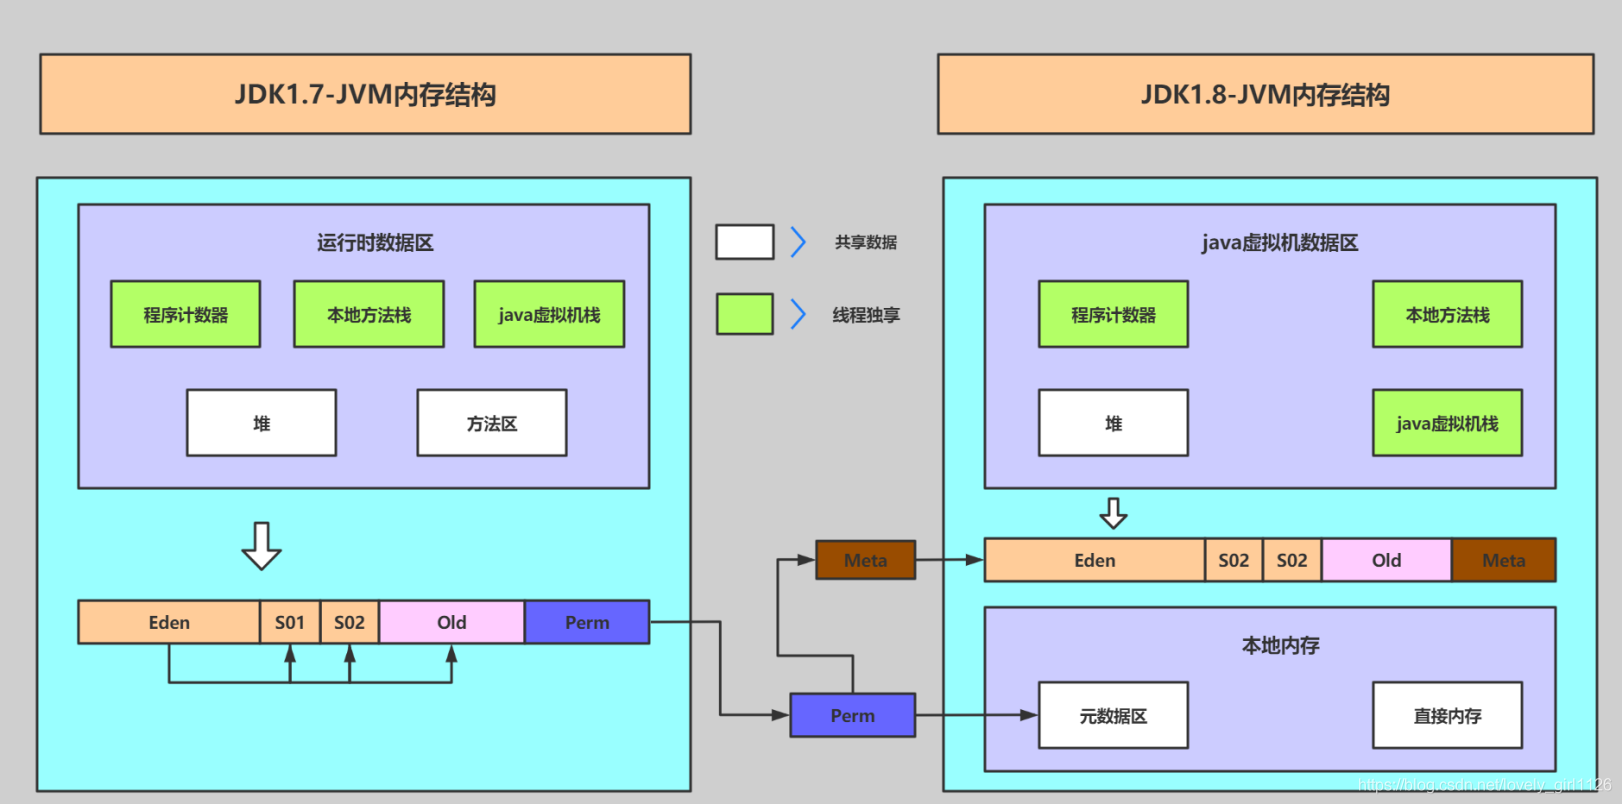 JDK1.7-JVM内存结构
JDK1.8-JVM内存结构
运行时数据区
程序计数器
本地方法栈
java虚拟机栈
堆
方法区
Eden
S01
S02
Old
Perm
共享数据
线程独享
Meta
Perm
java虚拟机数据区
程序计数器
本地方法栈
堆
java虚拟机栈
Eden
S02
S02
Old
Meta
本地内存
元数据区
直接内存
https://blog.csdn.net/lovely_girl1126